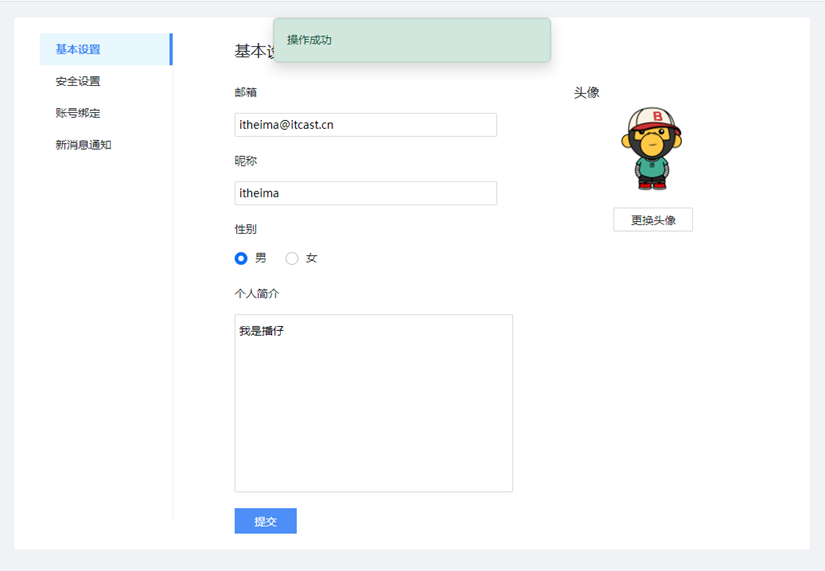 操作成功
基本设置
安全设置
账号绑定
新消息通知
基本设
邮箱
itheima@itcast.cn
昵称
itheima
性别
男
女
个人简介
我是播仔
提交
头像
B
更换头像